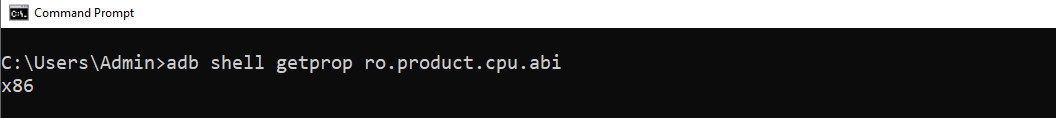 Command Prompt
C:\Users\Admin>adb shell getprop ro.product.cpu.abi
x86